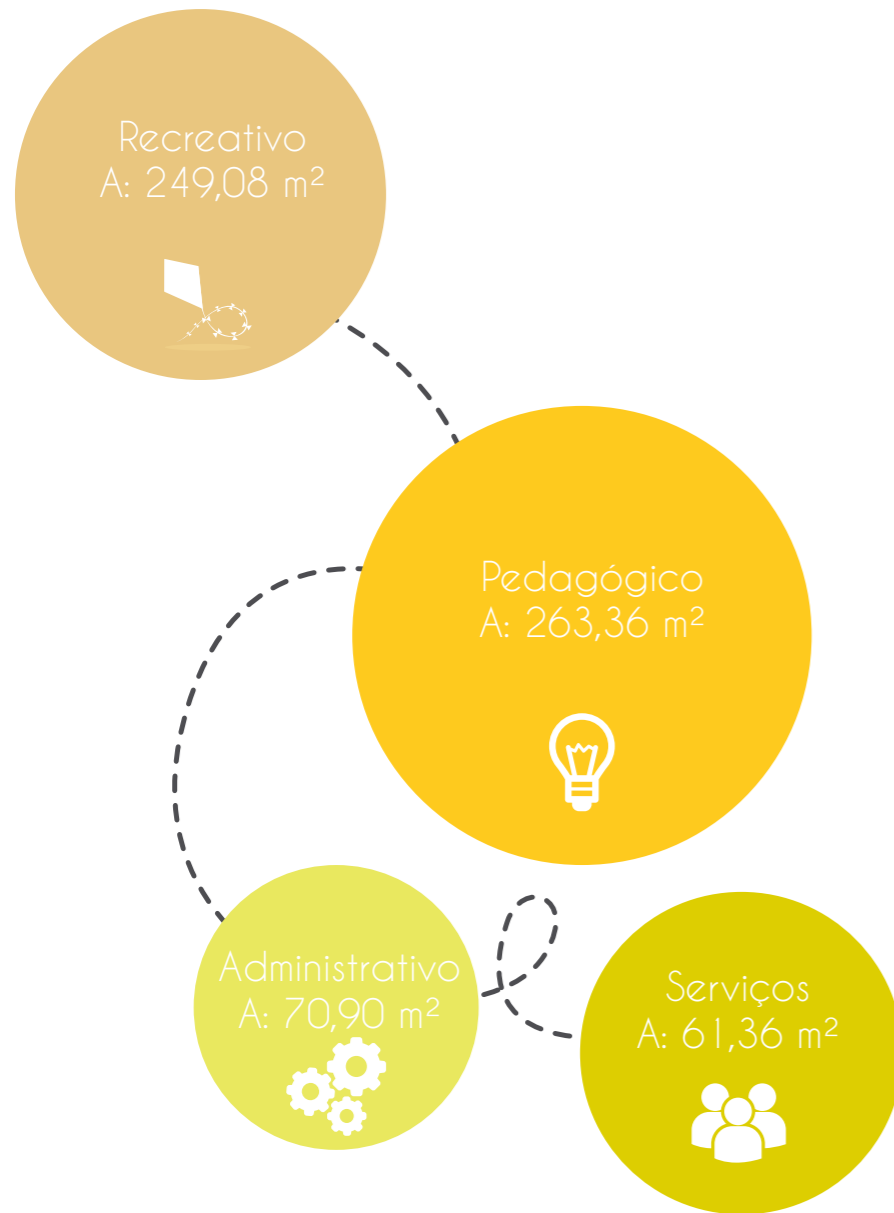 Recreativo
A: 249,08 m²
Pedagógico
A: 263,36 m²
Administrativo
A: 70,90 m²
Serviços
A: 61,36 m²